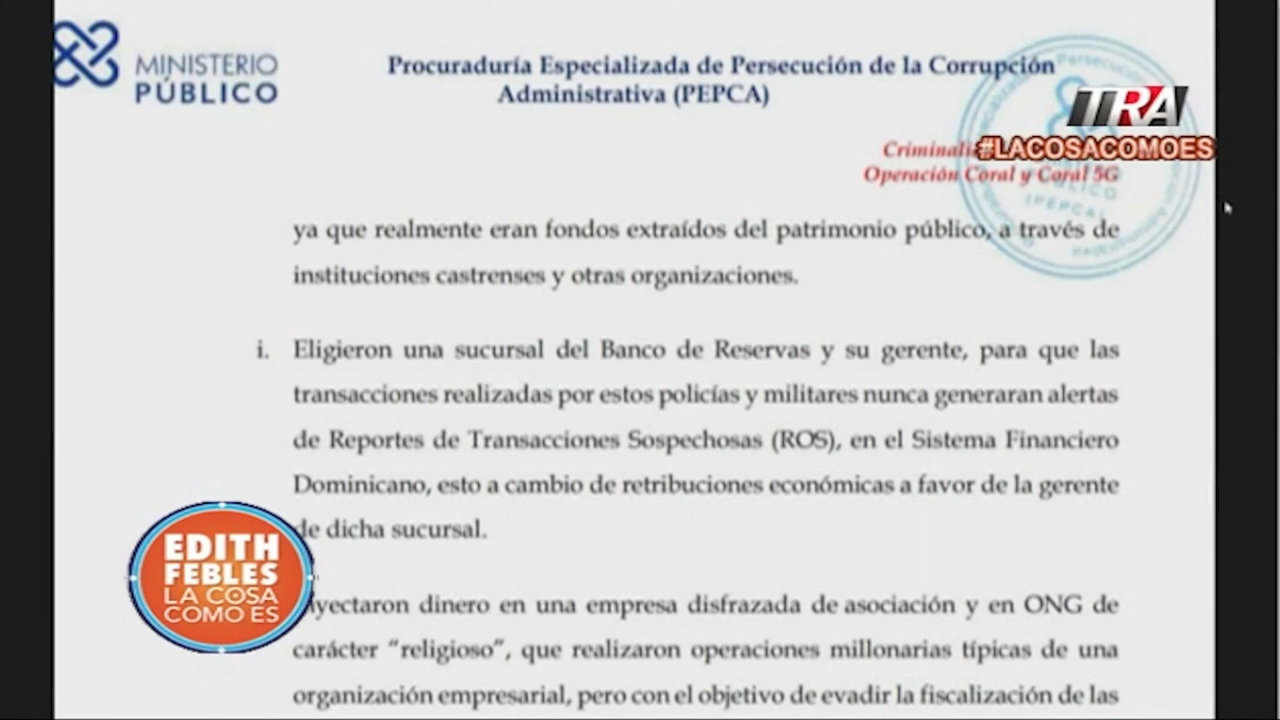 MINISTERIO
PÚBLICO
Procuraduría Especializada de Persecución de la Corrupción
Administrativa (PEPCA)
TRA
#LACOSACOMOES
Operación Coral y Coral 5G
ya que realmente eran fondos extraídos del patrimonio público, a través de
instituciones castrenses y otras organizaciones.
i. Eligieron una sucursal del Banco de Reservas y su gerente, para que las
transacciones realizadas por estos policías y militares nunca generaran alertas
de Reportes de Transacciones Sospechosas (ROS), en el Sistema Financiero
Dominicano, esto a cambio de retribuciones económicas a favor de la gerente
de dicha sucursal.
EDITH
FEBLES
LA COSA
COMO ES
dinero en una empresa disfrazada de asociación y en ONG de
carácter “religioso”, que realizaron operaciones millonarias típicas de una
organización empresarial, pero con el objetivo de evadir la fiscalización de las